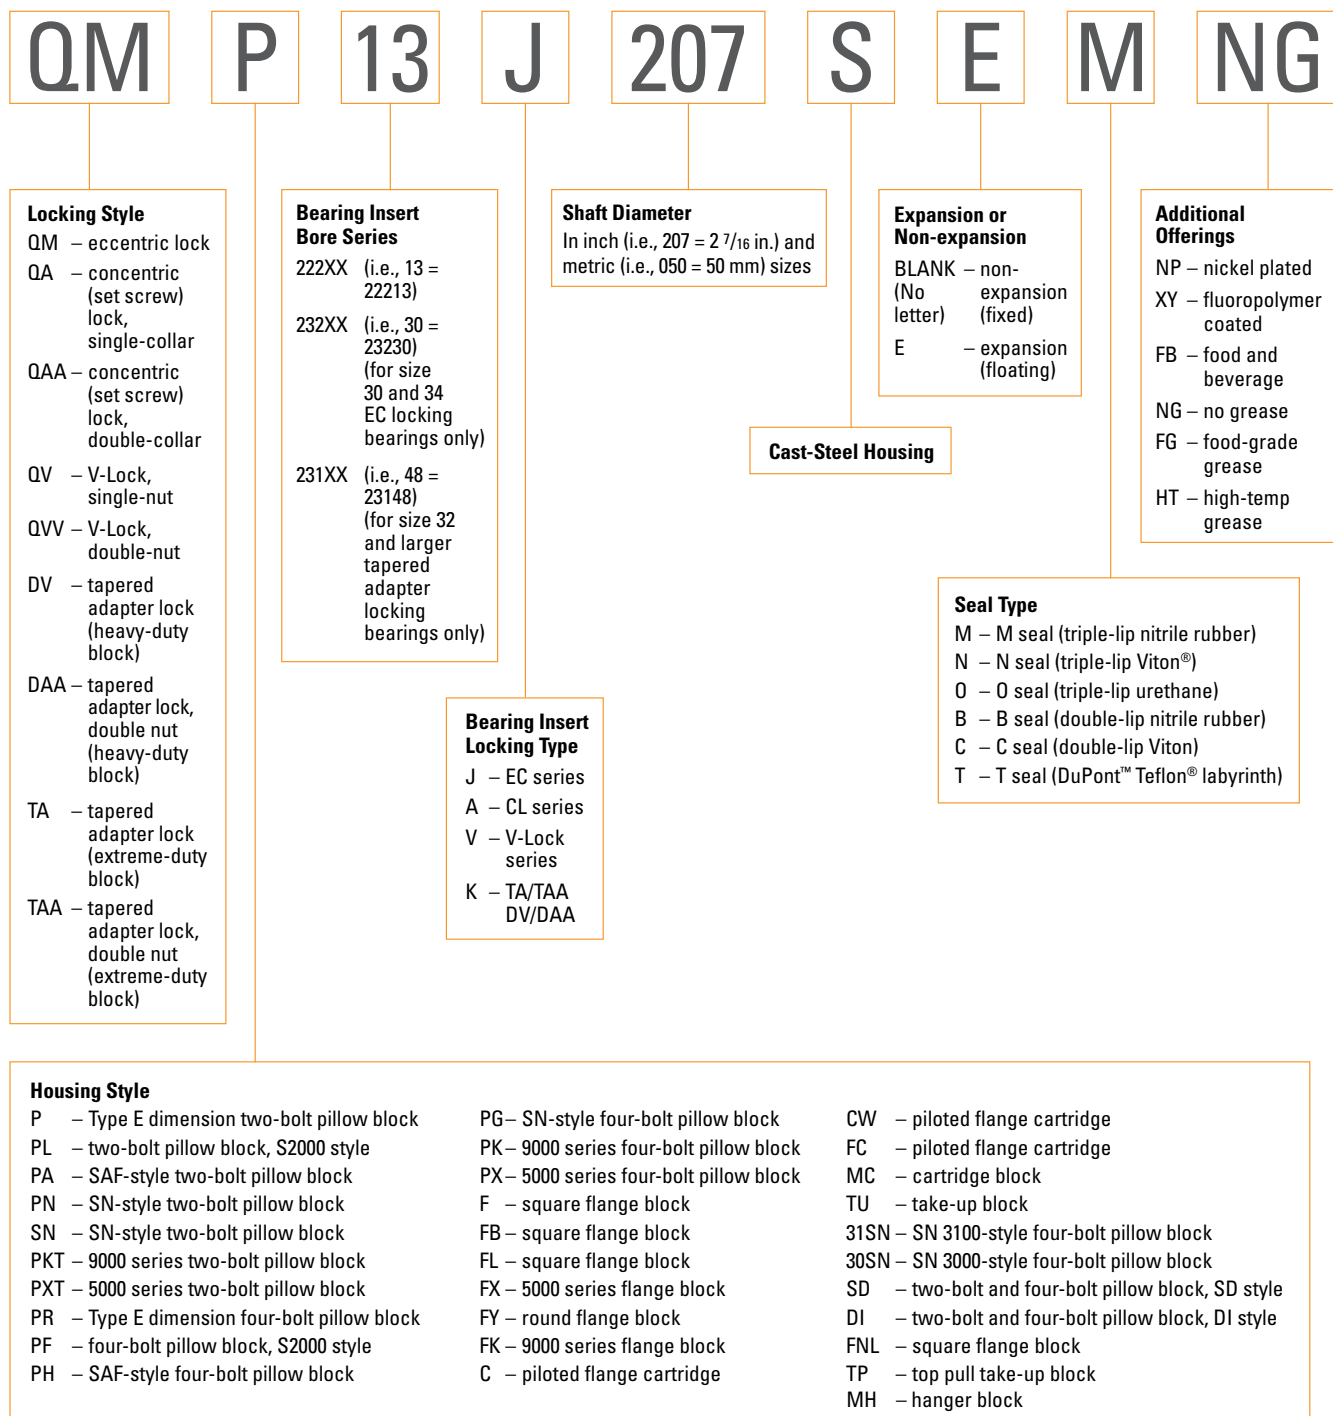 QM P 13 J 207 S E M NG
Locking Style
QM – eccentric lock
QA – concentric
(set screw)
lock,
single-collar
QAA – concentric
(set screw)
lock,
double-collar
QV – V-Lock,
single-nut
QVV – V-Lock,
double-nut
DV – tapered
adapter lock
(heavy-duty
block)
DAA – tapered
adapter lock,
double nut
(heavy-duty
block)
TA – tapered
adapter lock
(extreme-duty
block)
TAA – tapered
adapter lock,
double nut
(extreme-duty
block)
Bearing Insert
Bore Series
222XX (i.e., 13 =
22213)
232XX (i.e., 30 =
23230)
(for size
30 and 34
EC locking
bearings only)
231XX (i.e., 48 =
23148)
(for size 32
and larger
tapered
adapter
locking
bearings only)
Bearing Insert
Locking Type
J – EC series
A – CL series
V – V-Lock
series
K – TA/TAA
DV/DAA
Shaft Diameter
In inch (i.e., 207 = 2 7/16 in.) and
metric (i.e., 050 = 50 mm) sizes
Cast-Steel Housing
Expansion or
Non-expansion
BLANK – non-
(No expansion
letter) (fixed)
E – expansion
(floating)
Seal Type
M – M seal (triple-lip nitrile rubber)
N – N seal (triple-lip Viton®)
O – O seal (triple-lip urethane)
B – B seal (double-lip nitrile rubber)
C – C seal (double-lip Viton)
T – T seal (DuPont™ Teflon® labyrinth)
Additional
Offerings
NP – nickel plated
XY – fluoropolymer
coated
FB – food and
beverage
NG – no grease
FG – food-grade
grease
HT – high-temp
grease
Housing Style
P – Type E dimension two-bolt pillow block
PL – two-bolt pillow block, S2000 style
PA – SAF-style two-bolt pillow block
PN – SN-style two-bolt pillow block
SN – SN-style two-bolt pillow block
PKT – 9000 series two-bolt pillow block
PXT – 5000 series two-bolt pillow block
PR – Type E dimension four-bolt pillow block
PF – four-bolt pillow block, S2000 style
PH – SAF-style four-bolt pillow block
PG – SN-style four-bolt pillow block
PK – 9000 series four-bolt pillow block
PX – 5000 series four-bolt pillow block
F – square flange block
FB – square flange block
FL – square flange block
FX – 5000 series flange block
FY – round flange block
FK – 9000 series flange block
C – piloted flange cartridge
CW – piloted flange cartridge
FC – piloted flange cartridge
MC – cartridge block
TU – take-up block
31SN – SN 3100-style four-bolt pillow block
30SN – SN 3000-style four-bolt pillow block
SD – two-bolt and four-bolt pillow block, SD style
DI – two-bolt and four-bolt pillow block, DI style
FNL – square flange block
TP – top pull take-up block
MH – hanger block